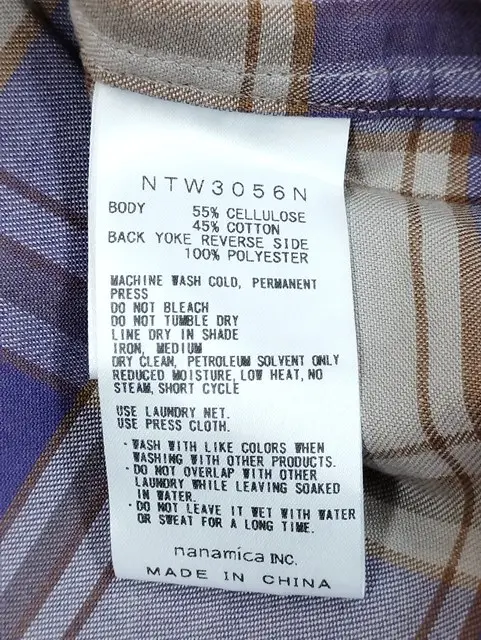 NTW3056N
BODY 55% CELLULOSE
45% COTTON
BACK YOKE REVERSE SIDE
100% POLYESTER
MACHINE WASH COLD, PERMANENT
PRESS
DO NOT BLEACH
DO NOT TUMBLE DRY
LINE DRY IN SHADE
IRON, MEDIUM
DRY CLEAN, PETROLEUM SOLVENT ONLY
REDUCED MOISTURE, LOW HEAT, NO
STEAM, SHORT CYCLE
USE LAUNDRY NET.
USE PRESS CLOTH.
・WASH WITH LIKE COLORS WHEN
WASHING WITH OTHER PRODUCTS.
・DO NOT OVERLAP WITH OTHER
LAUNDRY WHILE LEAVING SOAKED
IN WATER.
・DO NOT LEAVE IT WET WITH WATER
OR SWEAT FOR A LONG TIME.
nanamica INC.
MADE IN CHINA